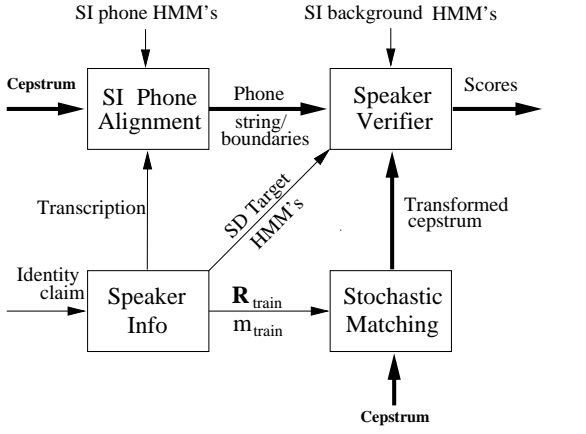 SI phone HMM's
SI background HMM's
Cepstrum
SI Phone
Alignment
Phone
string/
boundaries
Speaker
Verifier
Scores
Transcription
SD Target
HMM's
Transformed
cepstrum
Identity
claim
Speaker
Info
R train
m train
Stochastic
Matching
Cepstrum